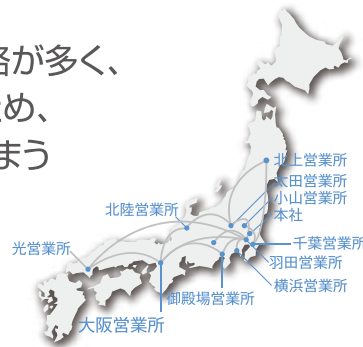 路が多く、
ため、
まう
北上営業所
太田営業所
小山営業所
本社
北陸営業所
千葉営業所
光営業所
羽田営業所
横浜営業所
御殿場営業所
大阪営業所